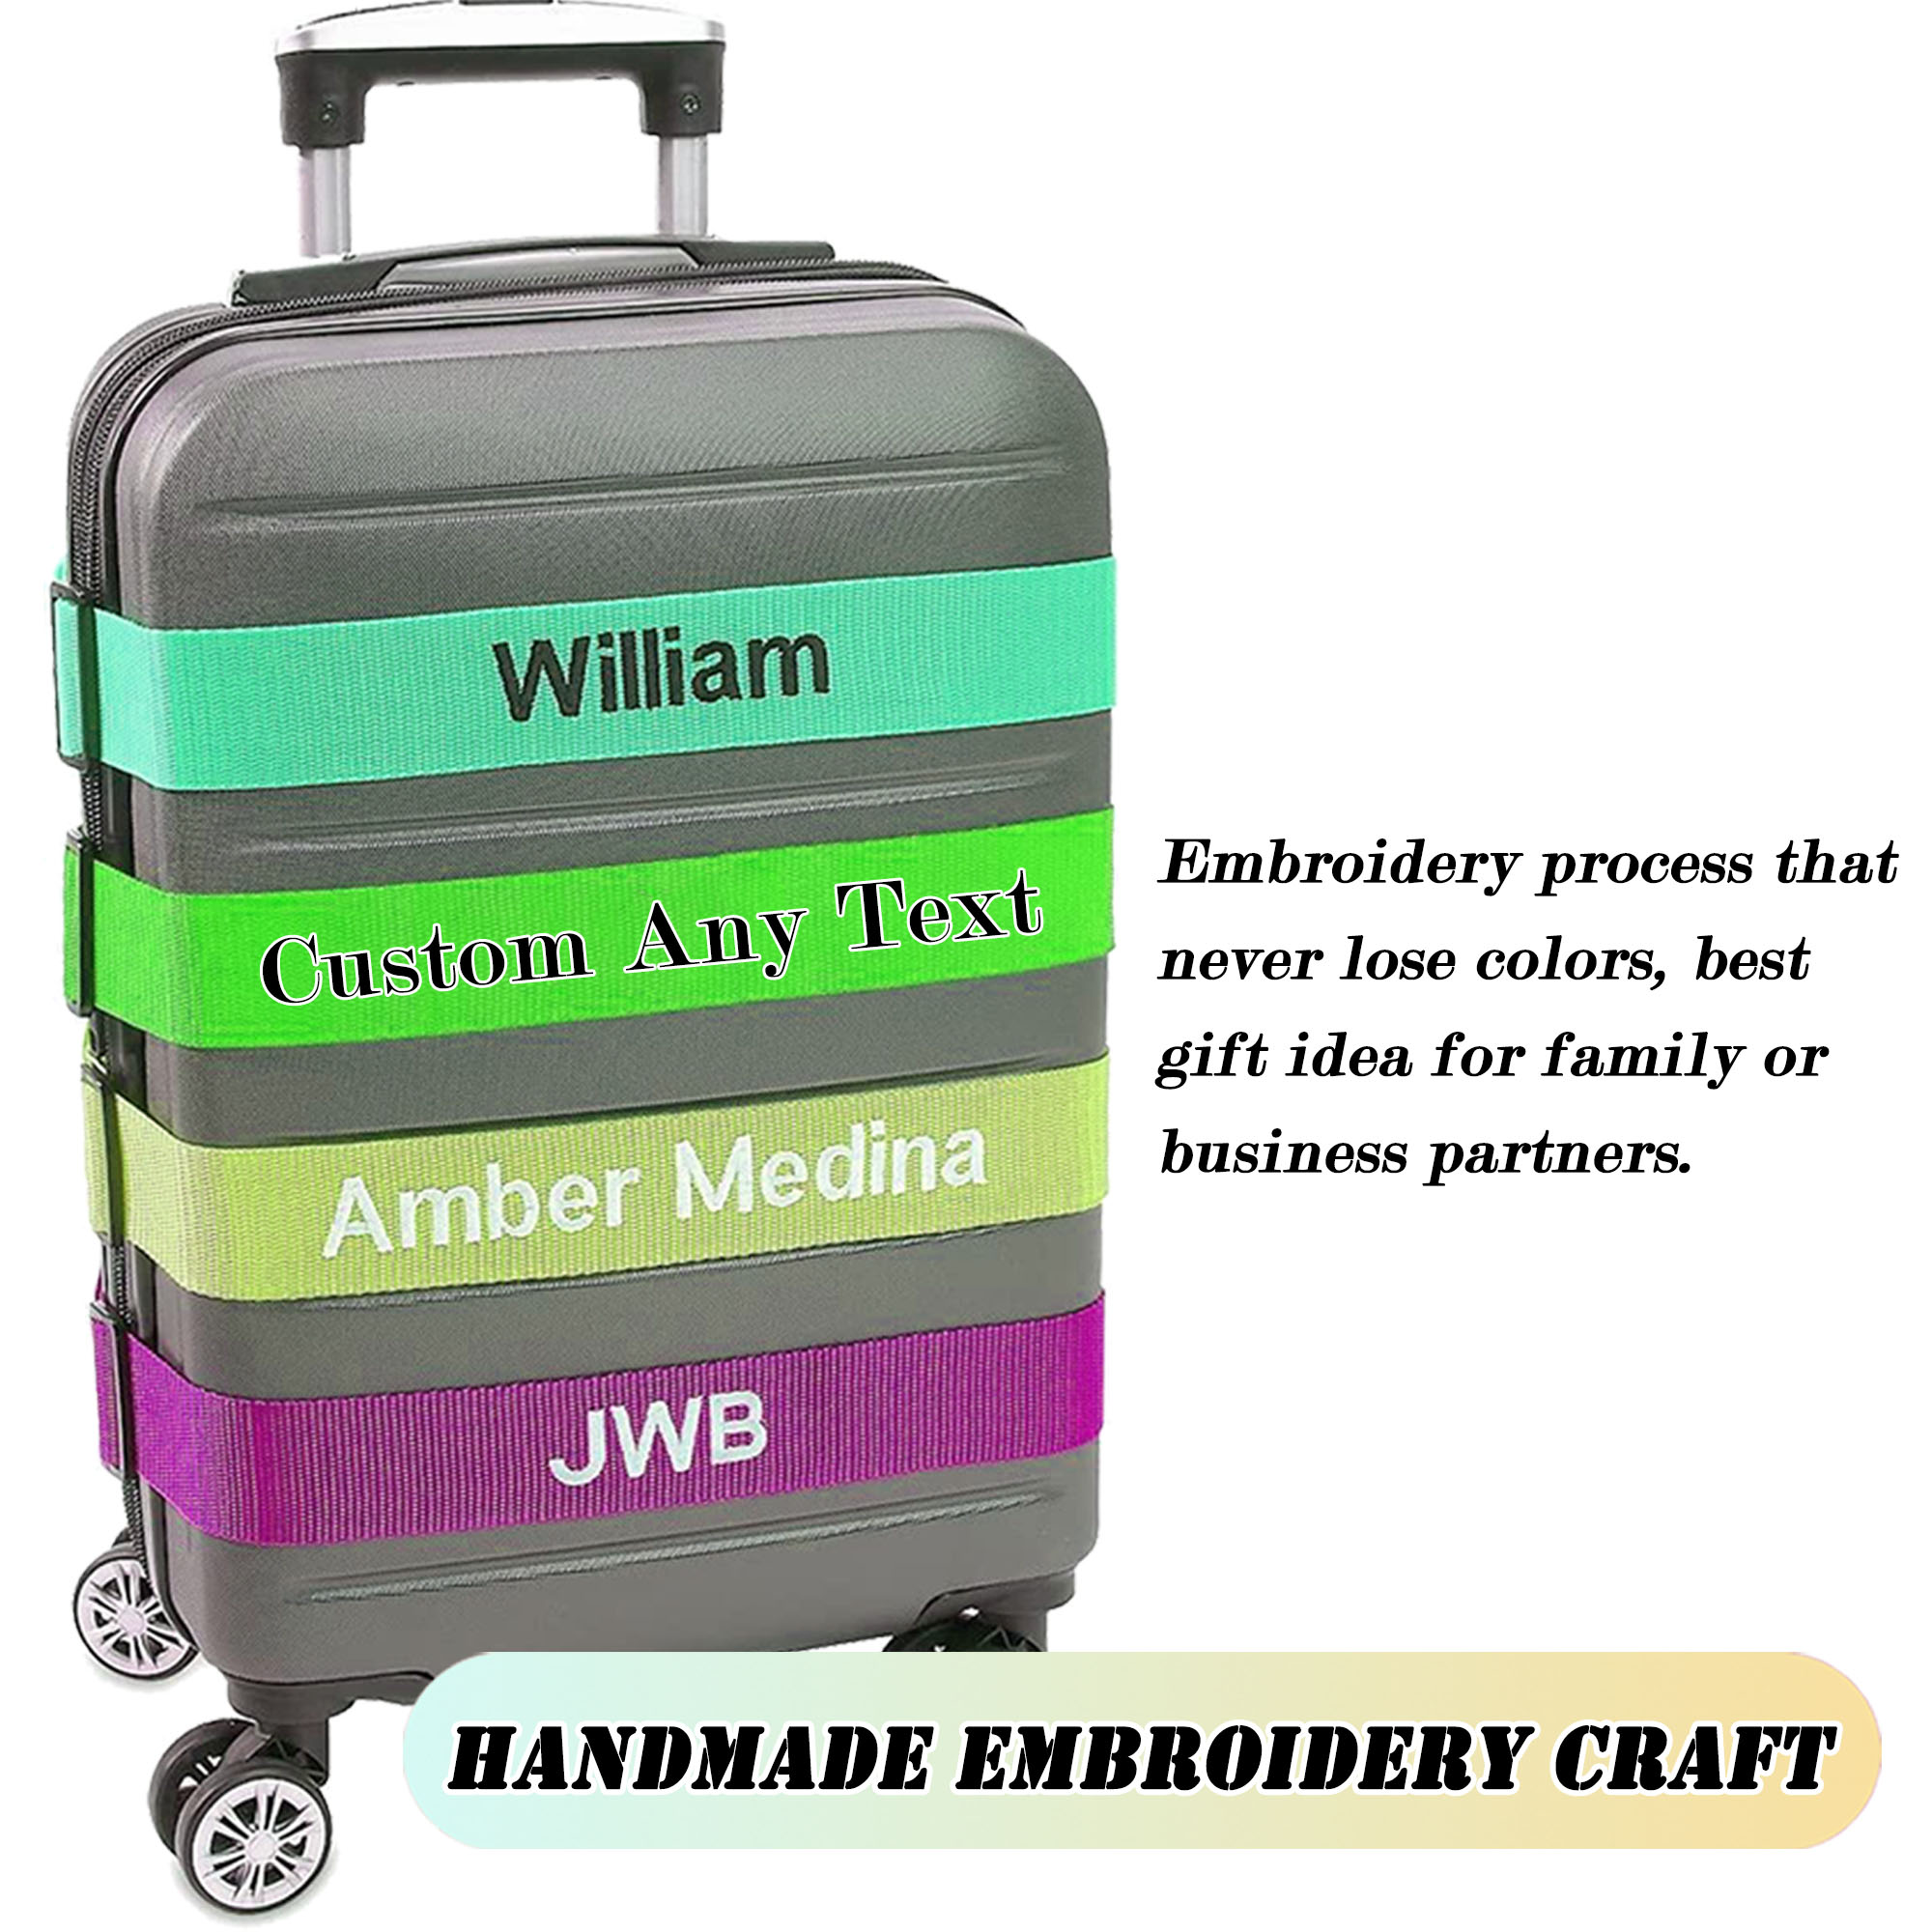 William
Custom Any Text
Amber Medina
JWB
Embroidery process that
never lose colors, best
gift idea for family or
business partners.
HANDMADE EMBROIDERY CRAFT